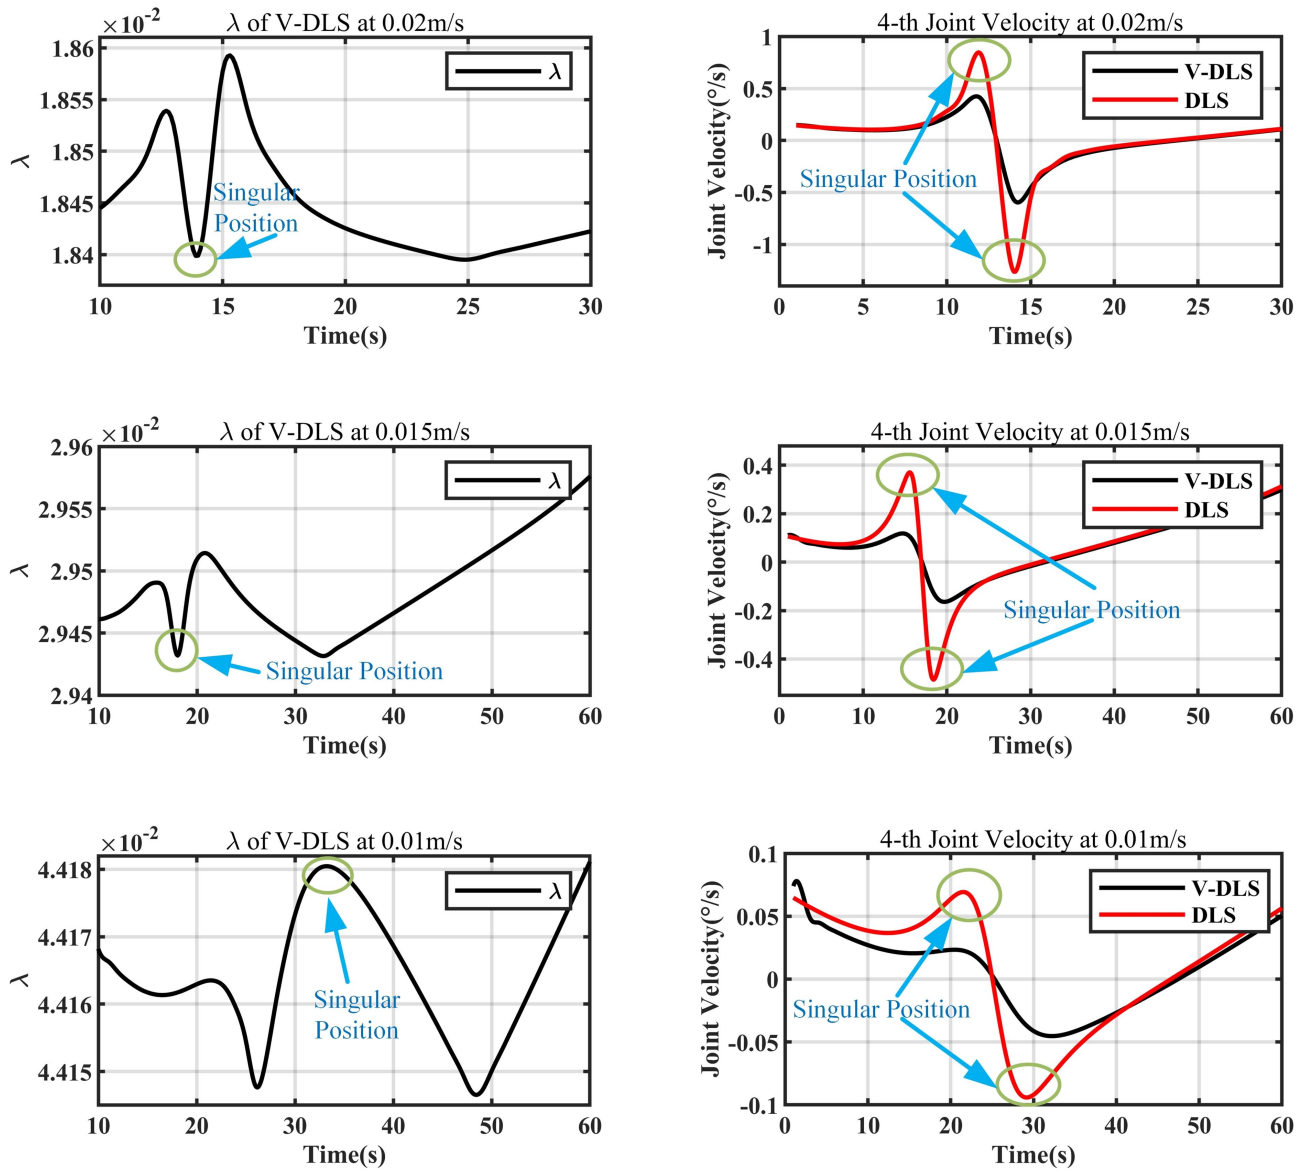 ×10⁻² λ of V-DLS at 0.02m/s
1.86
1.855
1.85
1.845
1.84
λ
λ
Singular
Position
10 15 20 25 30
Time(s)
4-th Joint Velocity at 0.02m/s
1
0.5
0
-0.5
-1
Joint Velocity(°/s)
V-DLS
DLS
Singular Position
0 5 10 15 20 25 30
Time(s)
×10⁻² λ of V-DLS at 0.015m/s
2.96
2.955
2.95
2.945
2.94
λ
λ
Singular Position
10 20 30 40 50 60
Time(s)
4-th Joint Velocity at 0.015m/s
0.4
0.2
0
-0.2
-0.4
Joint Velocity(°/s)
V-DLS
DLS
Singular Position
0 10 20 30 40 50 60
Time(s)
×10⁻² λ of V-DLS at 0.01m/s
4.418
4.417
4.416
4.415
λ
λ
Singular
Position
10 20 30 40 50 60
Time(s)
4-th Joint Velocity at 0.01m/s
0.1
0.05
0
-0.05
-0.1
Joint Velocity(°/s)
V-DLS
DLS
Singular Position
0 10 20 30 40 50 60
Time(s)